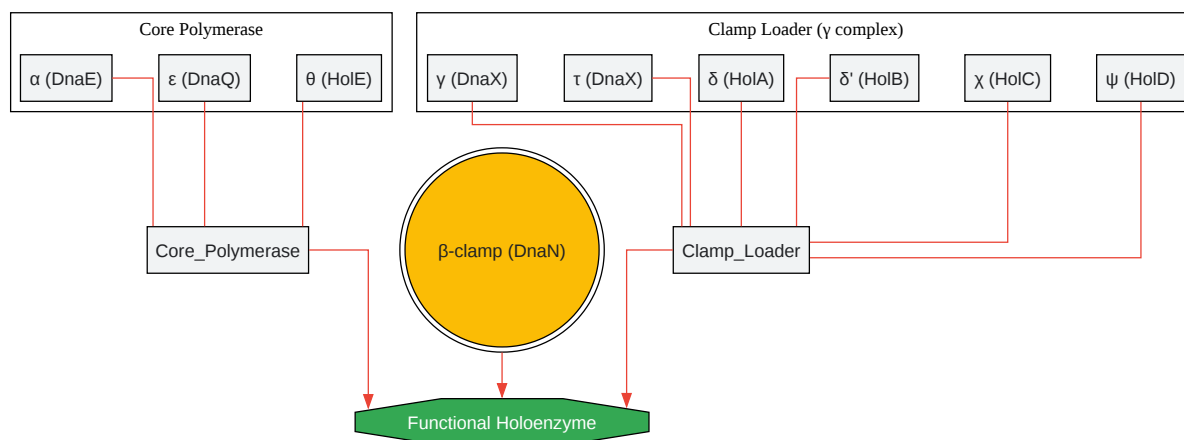 Core Polymerase
Clamp Loader (γ complex)
α (DnaE)
ε (DnaQ)
θ (HolE)
γ (DnaX)
τ (DnaX)
δ (HolA)
δ' (HolB)
χ (HolC)
ψ (HolD)
Core_Polymerase
β-clamp (DnaN)
Clamp_Loader
Functional Holoenzyme